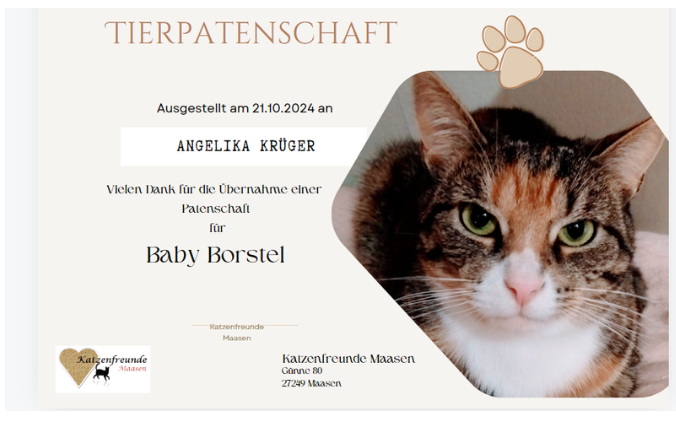 TIERPATENSCHAFT
Ausgestellt am 21.10.2024 an
ANGELIKA KRÜGER
Vielen Dank für die Übernahme einer
Patenschaft
für
Baby Borstel
Katzenfreunde
Maasen
Katzenfreunde
Maasen
Katzenfreunde Maasen
Günne 80
27249 Maasen